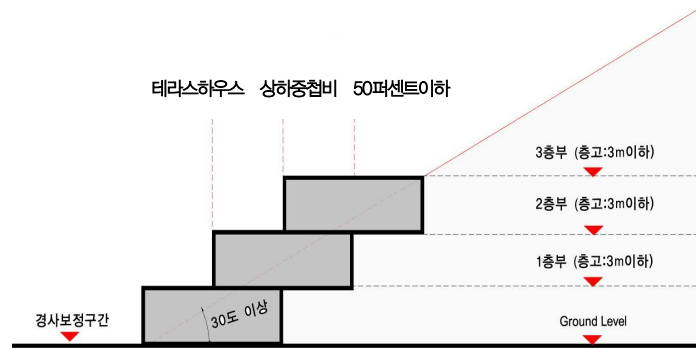 테라스하우스 상하중첩비 50퍼센트이하
3층부 (층고:3m이하)
2층부 (층고:3m이하)
1층부 (층고:3m이하)
30도 이상
경사보정구간
Ground Level